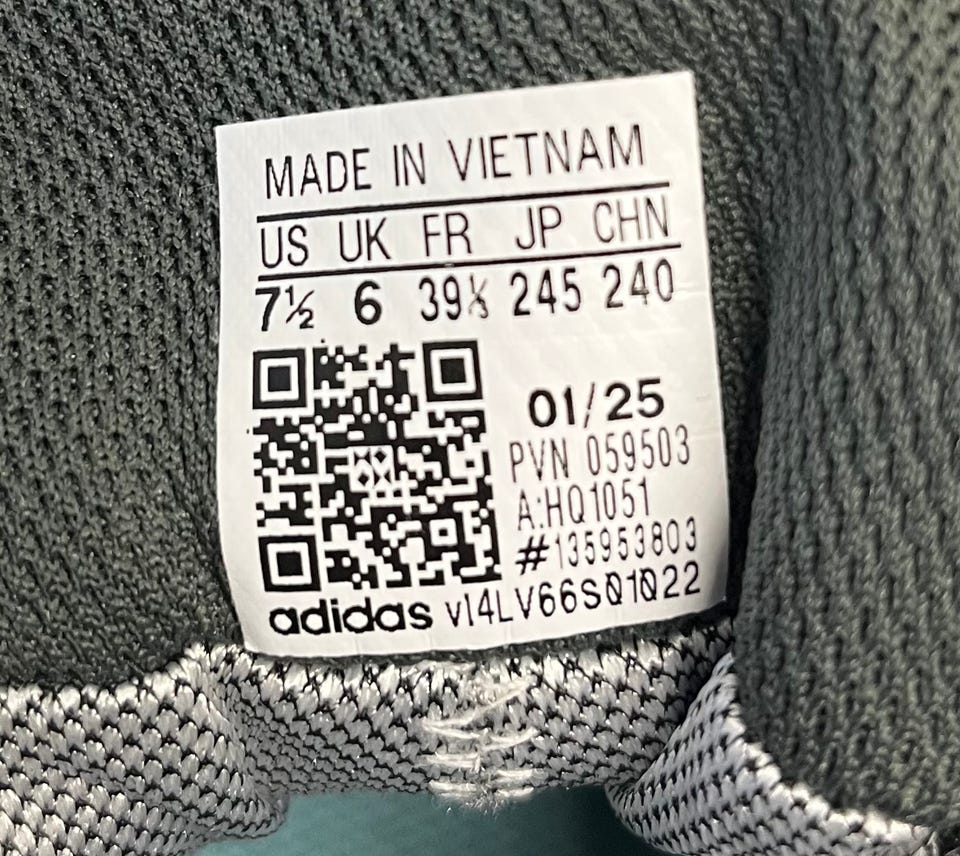 MADE IN VIETNAM
US UK FR JP CHN
7½ 6 39⅓ 245 240
01/25
PVN 059503
A:HQ1051
#135953803
adidas vI4LV66S01022